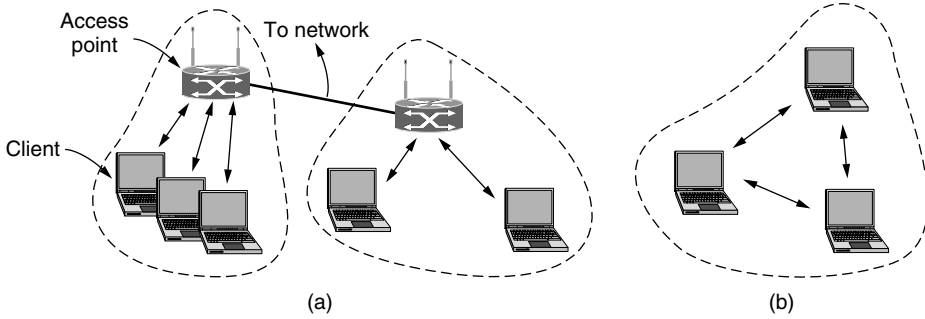 Access
point
To network
Client
(a)
(b)